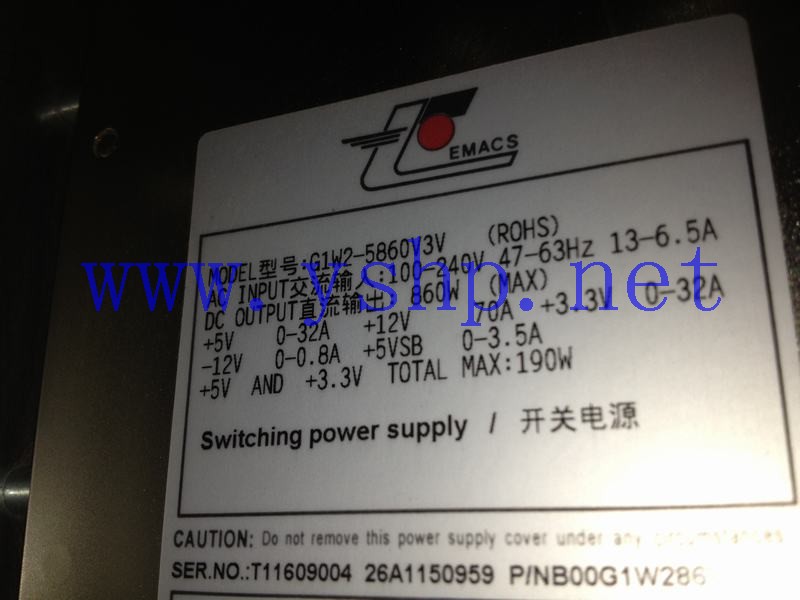 EMACS
MODEL型号:G1W2-5860V3V (ROHS)
AC INPUT交流输入:100-240V 47-63Hz 13-6.5A
DC OUTPUT直流输出: 860W (MAX)
+5V 0-32A +12V 70A +3.3V 0-32A
-12V 0-0.8A +5VSB 0-3.5A
+5V AND +3.3V TOTAL MAX:190W
www.yshp.net
Switching power supply / 开关电源
CAUTION: Do not remove this power supply cover under any circumstances
SER.NO.:T11609004 26A1150959 P/NB00G1W286